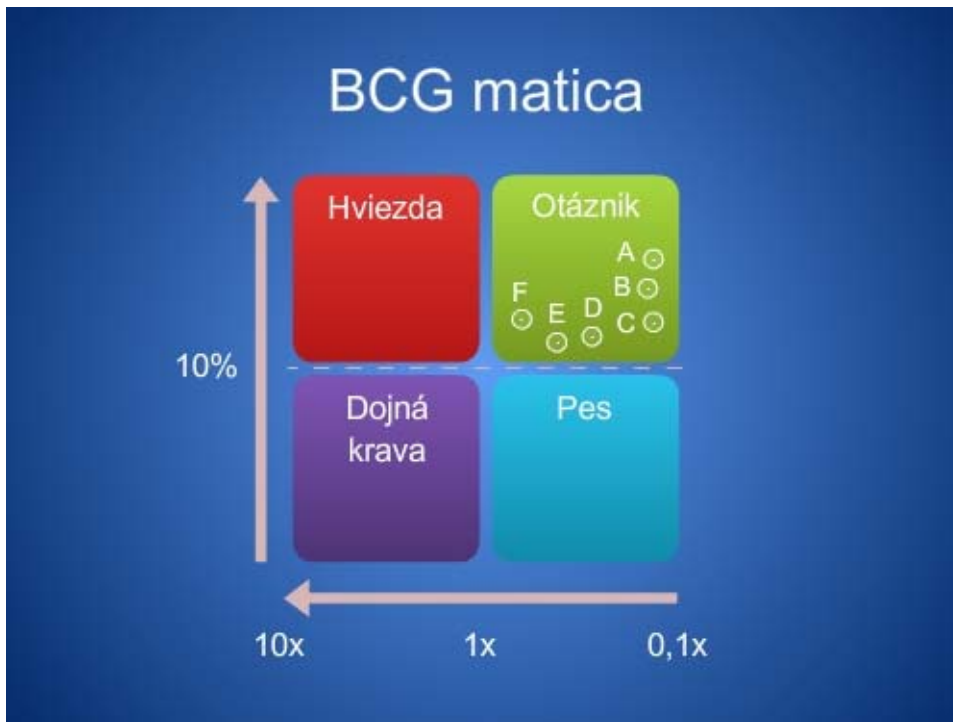 BCG matica
Hviezda
Otáznik
A
B
F
E
D
C
10%
Dojná
krava
Pes
10x
1x
0,1x